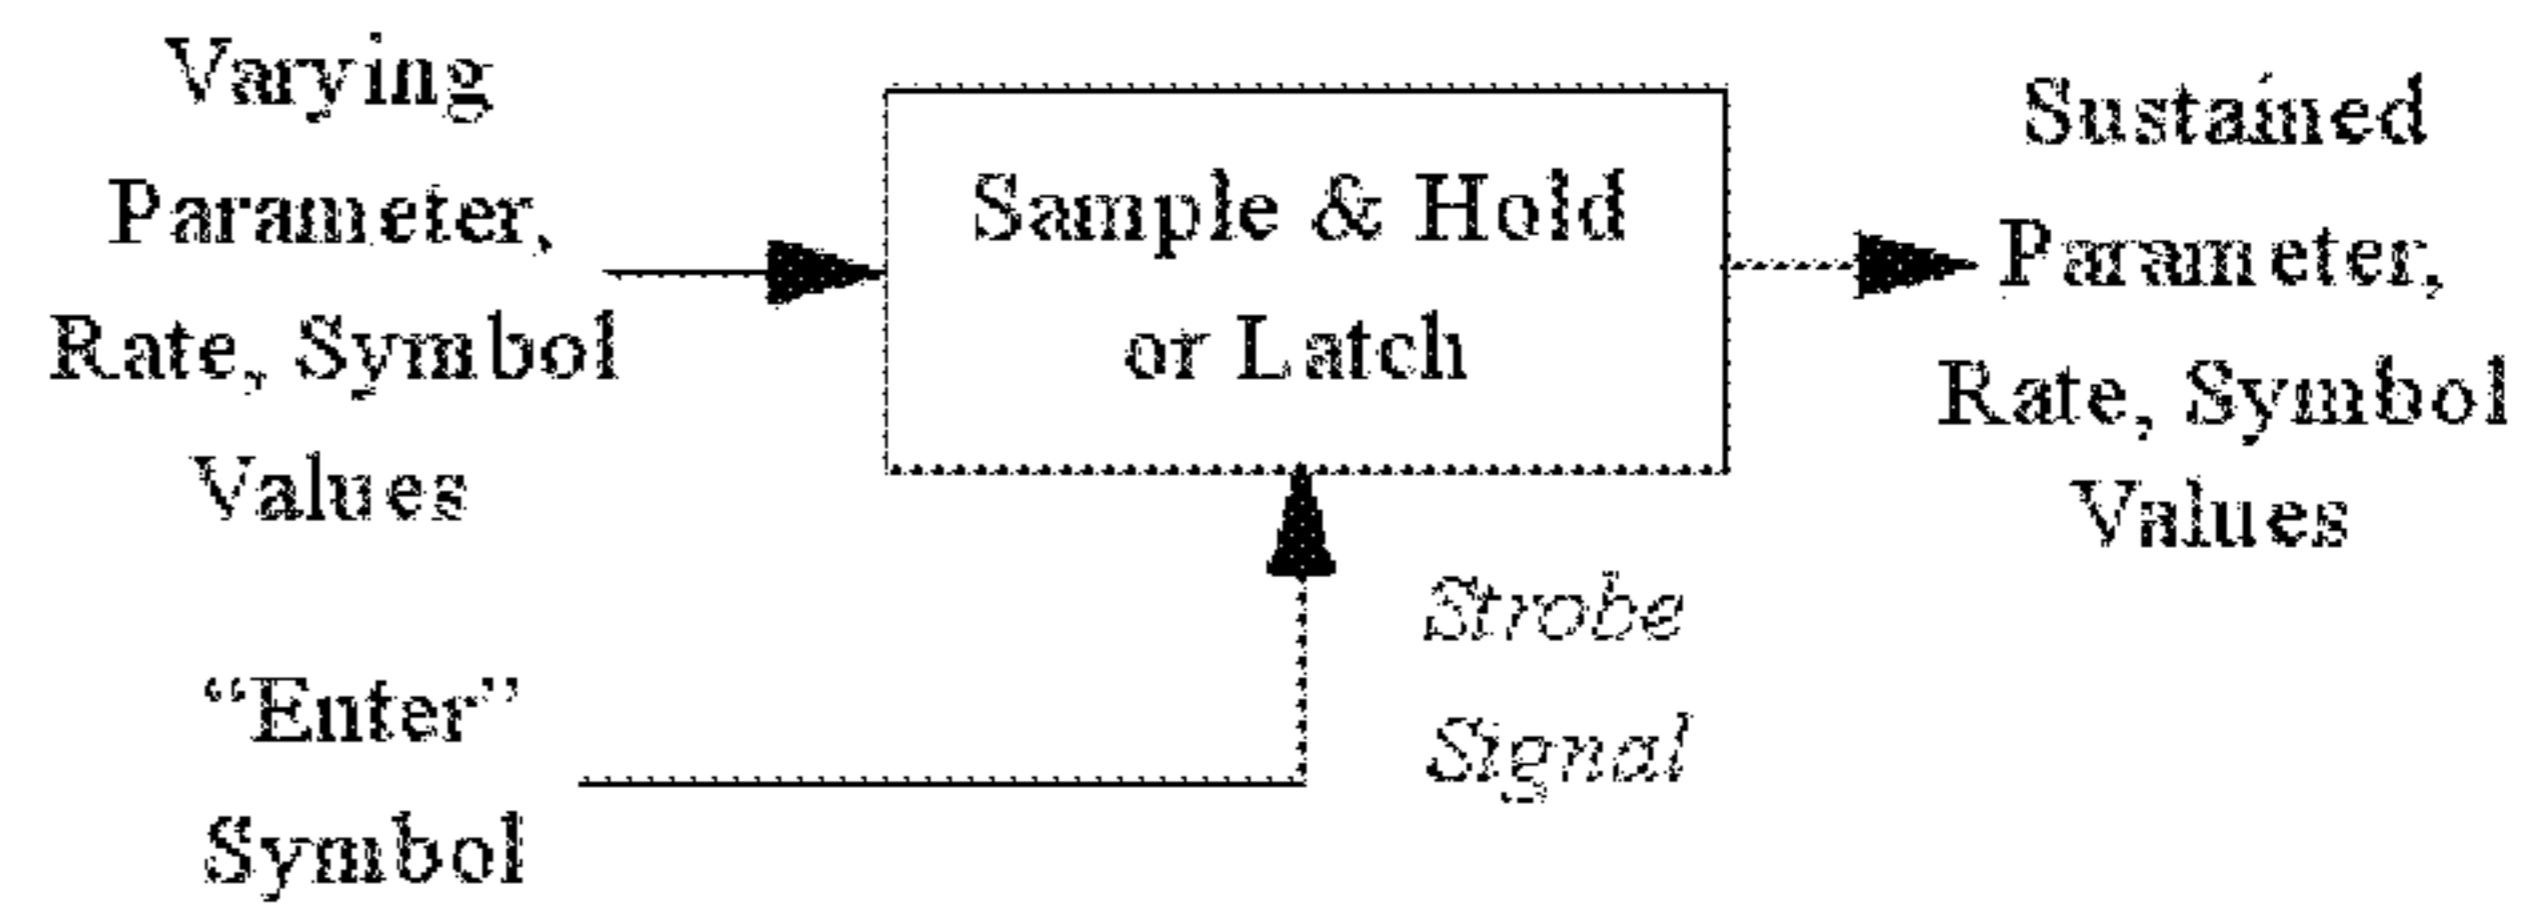 Varying
Parameter,
Rate, Symbol
Values
Sample & Hold
or Latch
Sustained
Parameter,
Rate, Symbol
Values
“Enter”
Symbol
Strobe
Signal